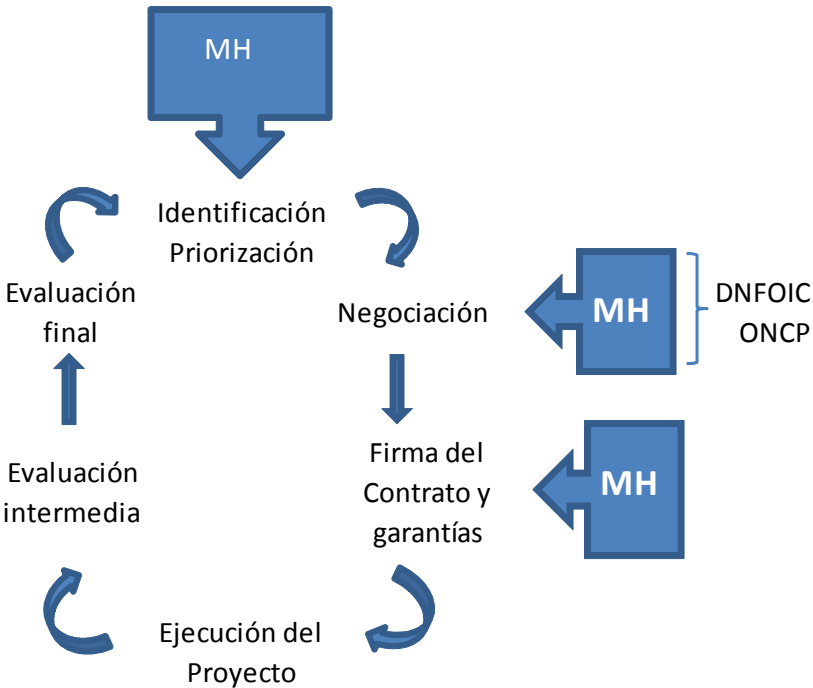 MH
Identificación
Priorización
Negociación
MH
DNFOIC
ONCP
Firma del
Contrato y
garantías
MH
Ejecución del
Proyecto
Evaluación
intermedia
Evaluación
final